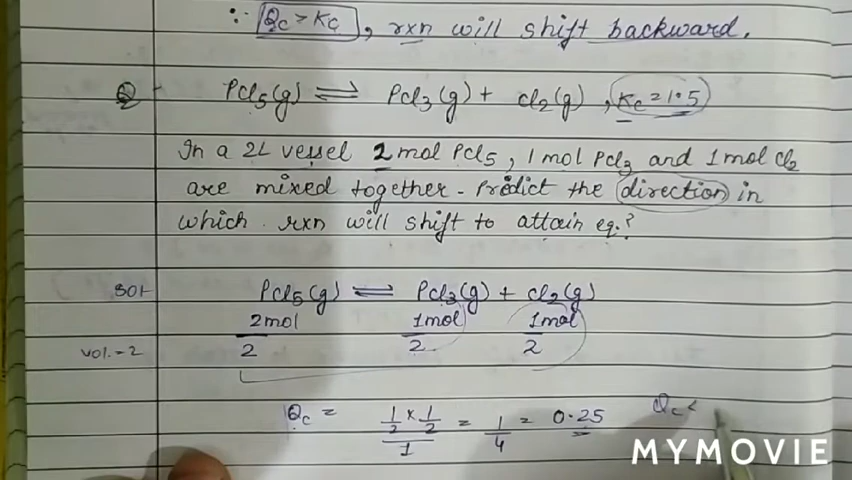 ∵ Qc > Kc, rxn will shift backward.
Q- Pcl5(g) ⇌ Pcl3(g) + cl2(g), Kc = 1.5
In a 2L vessel 2 mol Pcl5, 1 mol Pcl3 and 1 mol cl2
are mixed together - Predict the direction in
which rxn will shift to attain eq.?
Sol- Pcl5(g) ⇌ Pcl3(g) + cl2(g)
2mol 1mol 1mol
vol. = 2 2 2 2
Qc = 1/2 × 1/2 / 1 = 1/4 = 0.25 Qc <
MYMOVIE